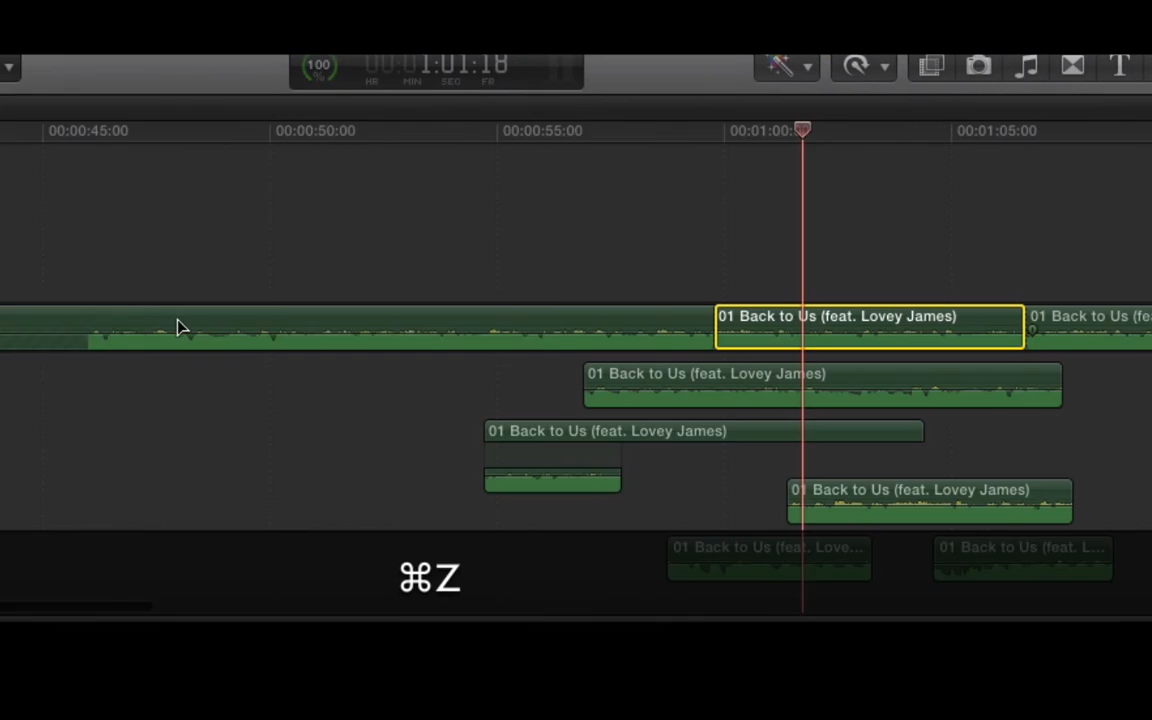 100
%
00:01:01:18
HR MIN SEC FR
T
00:00:45:00 00:00:50:00 00:00:55:00 00:01:00: 00:01:05:00
01 Back to Us (feat. Lovey James) 01 Back to Us (fe
01 Back to Us (feat. Lovey James)
01 Back to Us (feat. Lovey James)
01 Back to Us (feat. Lovey James)
01 Back to Us (feat. Love... 01 Back to Us (feat. L...
⌘Z